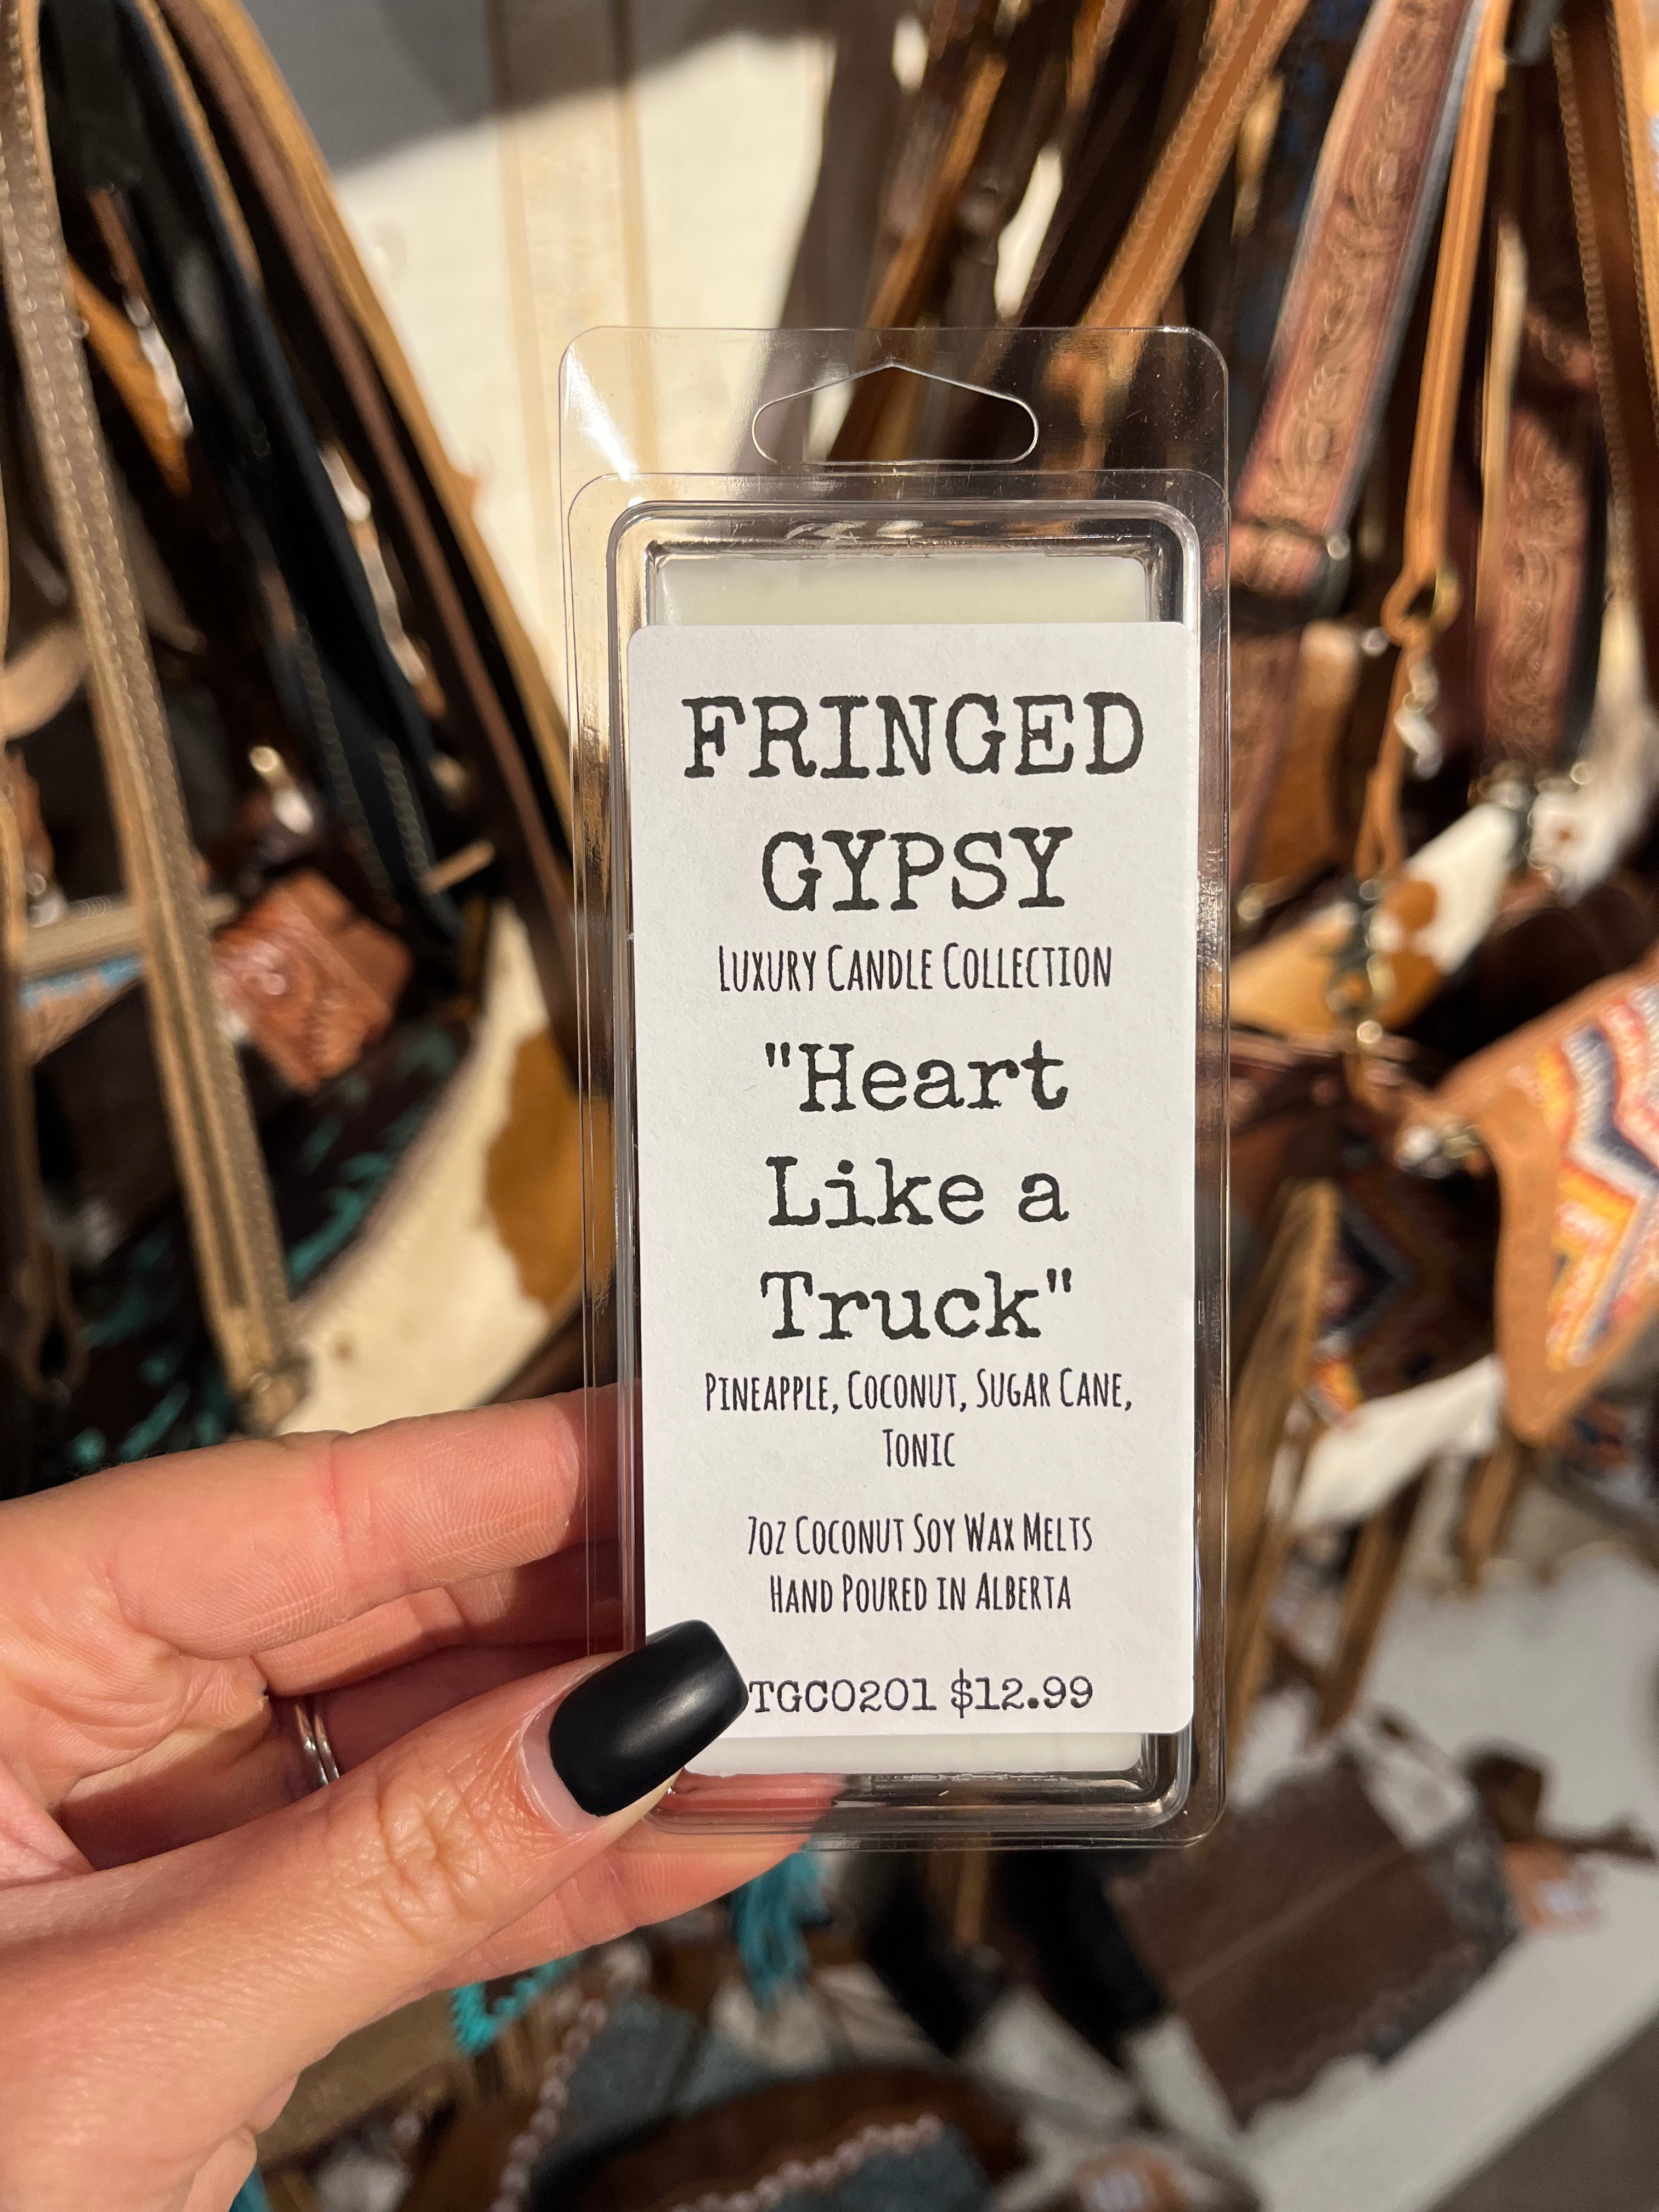 FRINGED
GYPSY
LUXURY CANDLE COLLECTION
"Heart
Like a
Truck"
PINEAPPLE, COCONUT, SUGAR CANE,
TONIC
7OZ COCONUT SOY WAX MELTS
HAND POURED IN ALBERTA
TGC0201 $12.99